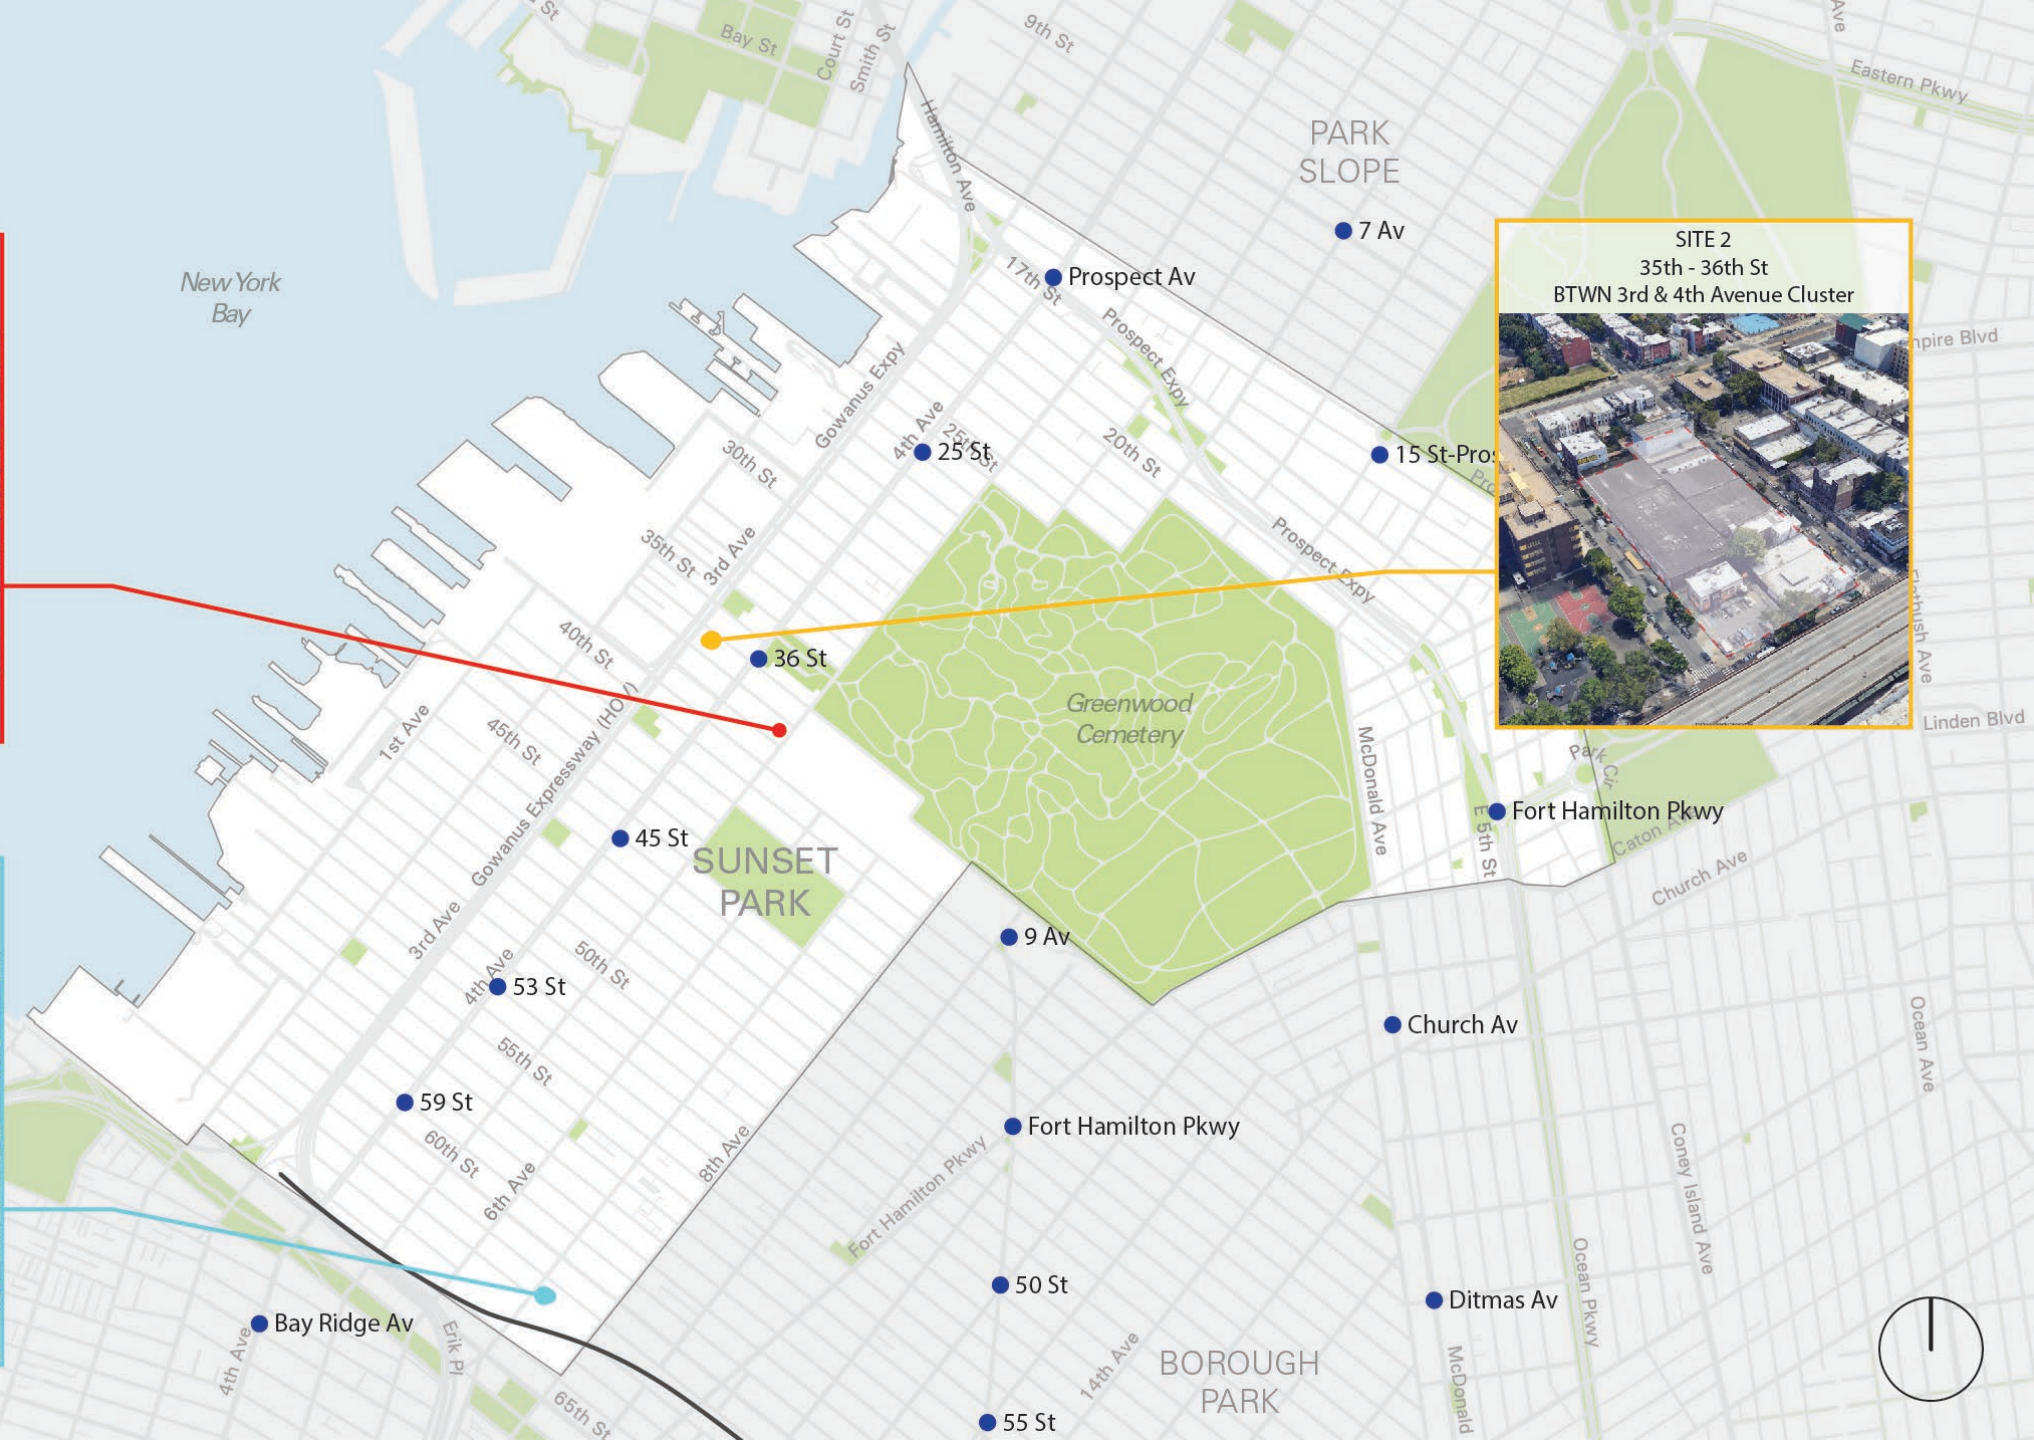 St
Bay St
Court St
Smith St
9th St
Ave
Eastern Pkwy
Hamilton Ave
PARK
SLOPE
7 Av
New York
Bay
17th St
Prospect Av
SITE 2
35th - 36th St
BTWN 3rd & 4th Avenue Cluster
Prospect Expy
Gowanus Expy
4th Ave
25th St
25 St
20th St
15 St-Pros
30th St
35th St
3rd Ave
Prospect Expy
36 St
40th St
Greenwood
Cemetery
Flatbush Ave
Linden Blvd
1st Ave
45th St
Gowanus Expressway (HOV)
McDonald Ave
Park Cir
45 St
SUNSET
PARK
E 5th St
Fort Hamilton Pkwy
Caton Ave
Church Ave
3rd Ave
4th Ave
53 St
50th St
9 Av
Church Av
Ocean Ave
55th St
59 St
60th St
6th Ave
8th Ave
Fort Hamilton Pkwy
Fort Hamilton Pkwy
Coney Island Ave
Ocean Pkwy
50 St
Ditmas Av
Bay Ridge Av
4th Ave
Erik Pl
65th St
14th Ave
BOROUGH
PARK
McDonald
55 St